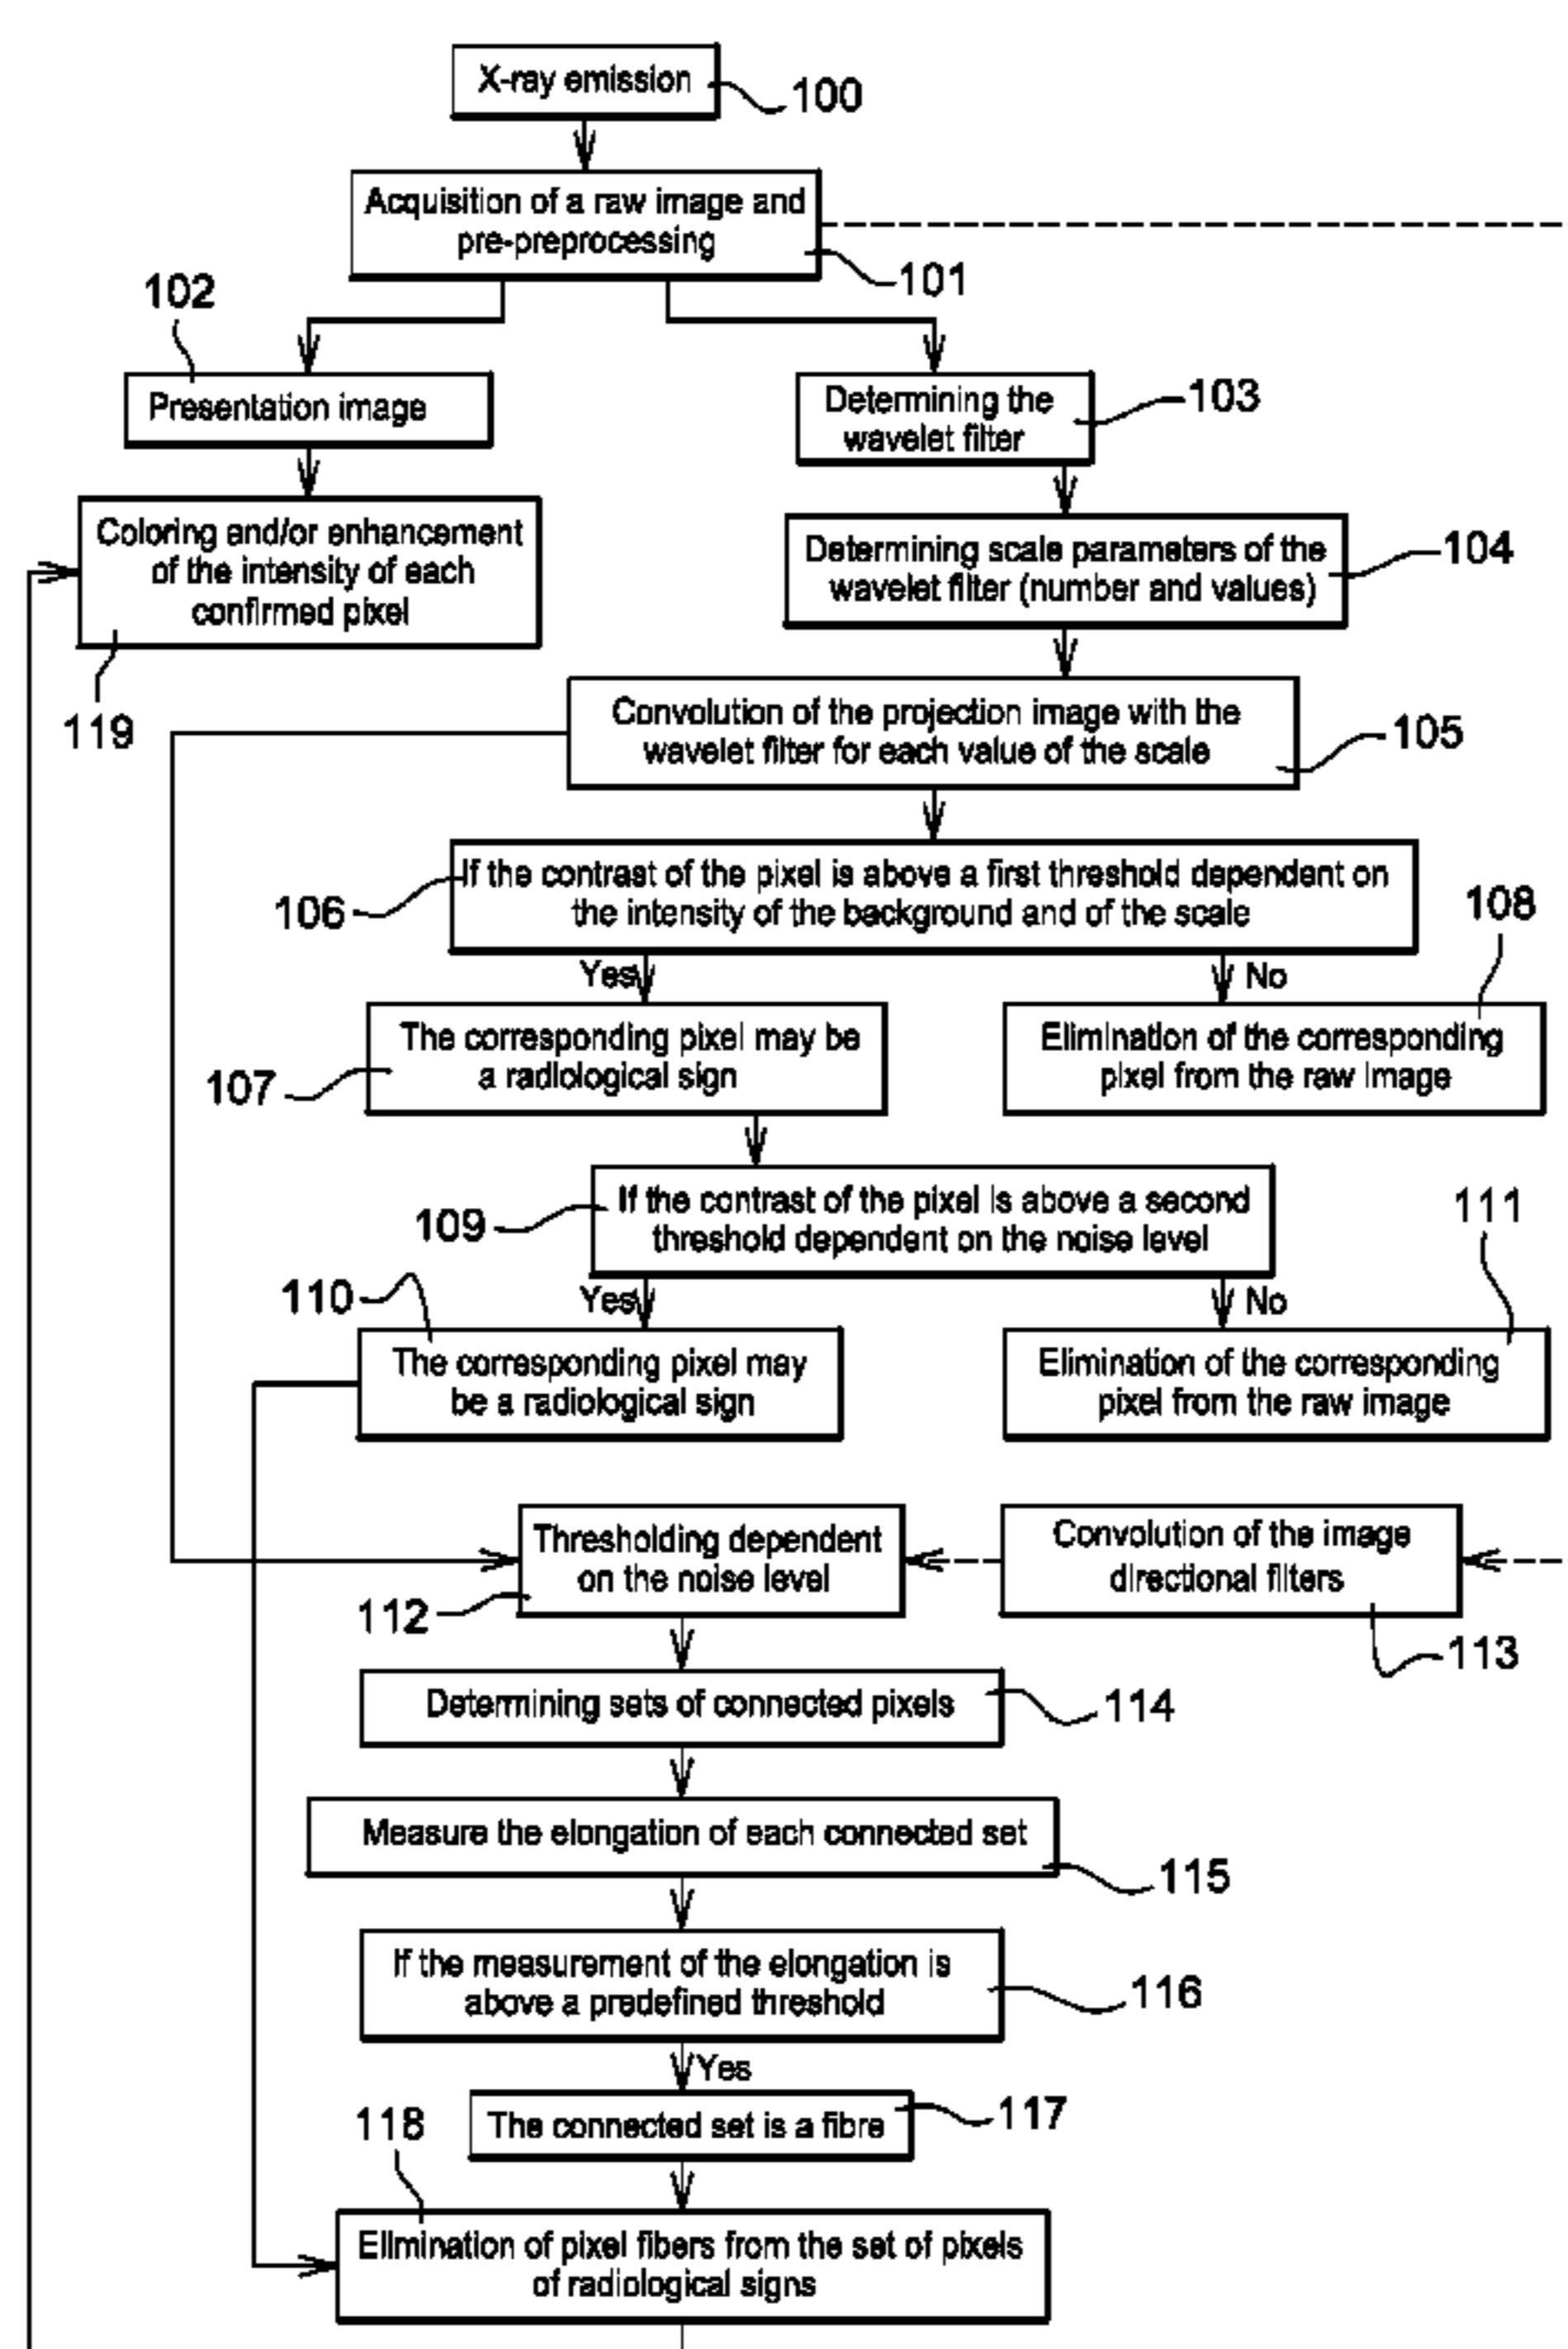 X-ray emission
100
Acquisition of a raw image and
pre-preprocessing
101
102
Presentation image
Determining the
wavelet filter
103
Coloring and/or enhancement
of the intensity of each
confirmed pixel
119
Determining scale parameters of the
wavelet filter (number and values)
104
Convolution of the projection image with the
wavelet filter for each value of the scale
105
If the contrast of the pixel is above a first threshold dependent on
the intensity of the background and of the scale
106
108
Yes
No
The corresponding pixel may be
a radiological sign
107
Elimination of the corresponding
pixel from the raw image
If the contrast of the pixel is above a second
threshold dependent on the noise level
109
111
110
Yes
No
The corresponding pixel may
be a radiological sign
Elimination of the corresponding
pixel from the raw image
Thresholding dependent
on the noise level
112
Convolution of the image
directional filters
113
Determining sets of connected pixels
114
Measure the elongation of each connected set
115
If the measurement of the elongation is
above a predefined threshold
116
Yes
The connected set is a fibre
117
118
Elimination of pixel fibers from the set of pixels
of radiological signs